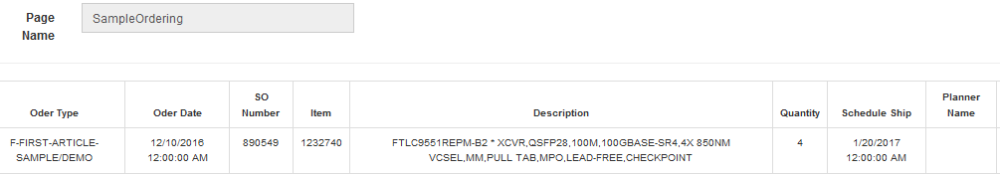 Page
Name
SampleOrdering
Oder Type
Oder Date
SO
Number
Item
Description
Quantity
Schedule Ship
Planner
Name
F-FIRST-ARTICLE-
SAMPLE/DEMO
12/10/2016
12:00:00 AM
890549
1232740
FTLC9551REPM-B2 * XCVR,QSFP28,100M,100GBASE-SR4,4X 850NM
VCSEL,MM,PULL TAB,MPO,LEAD-FREE,CHECKPOINT
4
1/20/2017
12:00:00 AM